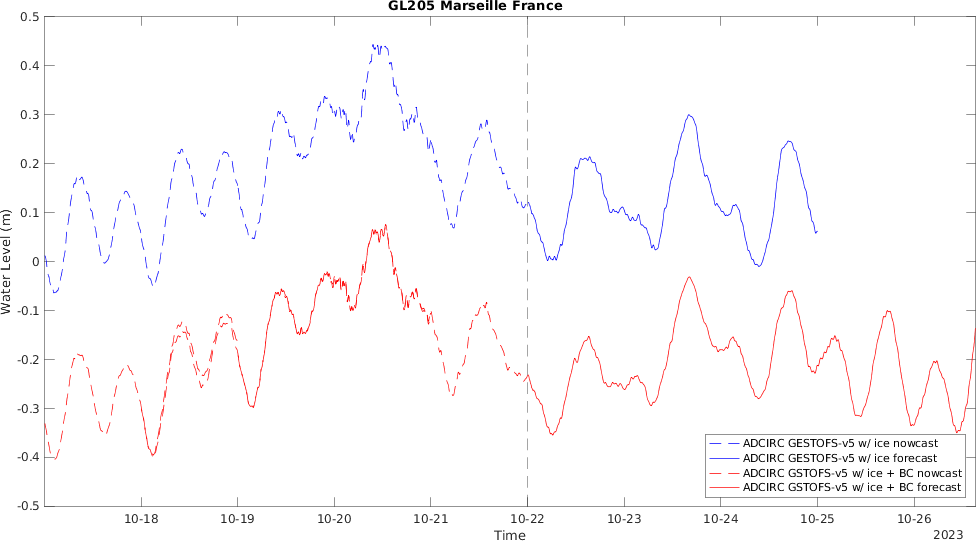 GL205 Marseille France
0.5
0.4
0.3
0.2
0.1
0
-0.1
-0.2
-0.3
-0.4
-0.5
Water Level (m)
10-18 10-19 10-20 10-21 10-22 10-23 10-24 10-25 10-26
Time
2023
ADCIRC GESTOFS-v5 w/ ice nowcast
ADCIRC GESTOFS-v5 w/ ice forecast
ADCIRC GSTOFS-v5 w/ ice + BC nowcast
ADCIRC GSTOFS-v5 w/ ice + BC forecast